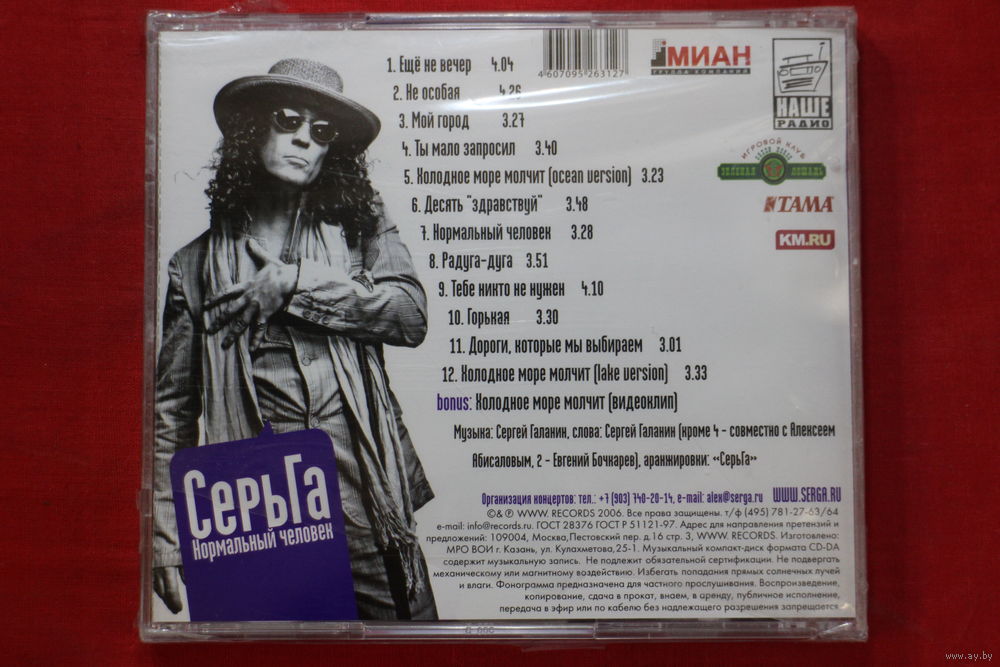 1. Ещё не вечер 4.04
2. Не особая 4.26
3. Мой город 3.27
4. Ты мало запросил 3.40
5. Холодное море молчит (ocean version) 3.23
6. Десять "здравствуй" 3.48
7. Нормальный человек 3.28
8. Радуга-дуга 3.51
9. Тебе никто не нужен 4.10
10. Горькая 3.30
11. Дороги, которые мы выбираем 3.01
12. Холодное море молчит (lake version) 3.33
bonus: Холодное море молчит (видеоклип)
Музыка: Сергей Галанин, слова: Сергей Галанин (кроме 4 - совместно с Алексеем
Абисаловым, 2 - Евгений Бочкарев), аранжировки: «СерьГа»
Организация концертов: тел.: +7 (903) 740-20-14, e-mail: alex@serga.ru WWW.SERGA.RU
©& ℗ WWW. RECORDS 2006. Все права защищены. т/ф (495) 781-27-63/64
e-mail: info@records.ru. ГОСТ 28376 ГОСТ Р 51121-97. Адрес для направления претензий и
предложений: 109004, Москва,Пестовский пер. д.16 стр. 3, WWW. RECORDS. Изготовлено:
МРО ВОИ г. Казань, ул. Кулахметова,25-1. Музыкальный компакт-диск формата CD-DA
содержит музыкальную запись. Не подлежит обязательной сертификации. Не подвергать
механическому или магнитному воздействию. Избегать попадания прямых солнечных лучей
и влаги. Фонограмма предназначена для частного прослушивания. Воспроизведение,
копирование, сдача в прокат, внаем, в аренду, публичное исполнение,
передача в эфир или по кабелю без надлежащего разрешения запрещается
4 607095 263127
МИАН
ГРУППА КОМПАНИЙ
НАШЕ
РАДИО
ИГРОВОЙ КЛУБ
ЗЕЛЕНАЯ ЛОШАДЬ
TAMA
KM.RU
СерьГа
Нормальный человек
www.ay.by